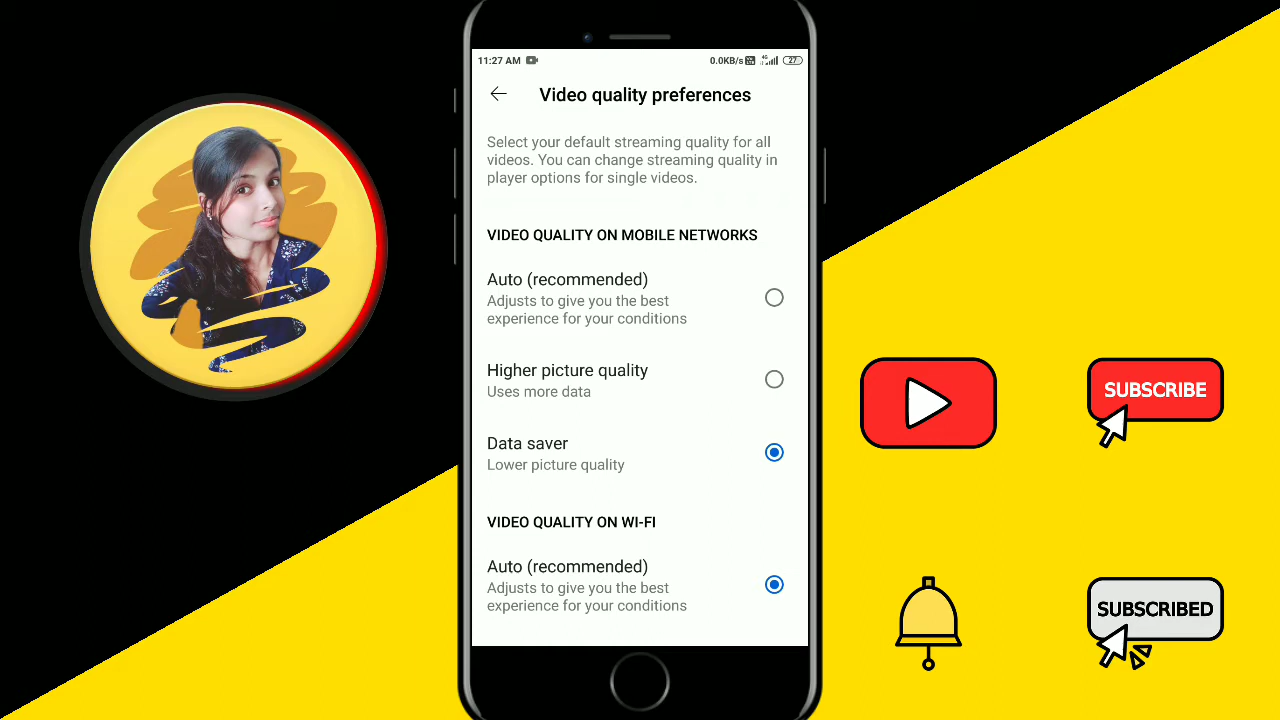 11:27 AM
0.0KB/s 4G 27
Video quality preferences
Select your default streaming quality for all
videos. You can change streaming quality in
player options for single videos.
VIDEO QUALITY ON MOBILE NETWORKS
Auto (recommended)
Adjusts to give you the best
experience for your conditions
Higher picture quality
Uses more data
Data saver
Lower picture quality
VIDEO QUALITY ON WI-FI
Auto (recommended)
Adjusts to give you the best
experience for your conditions
SUBSCRIBE
SUBSCRIBED